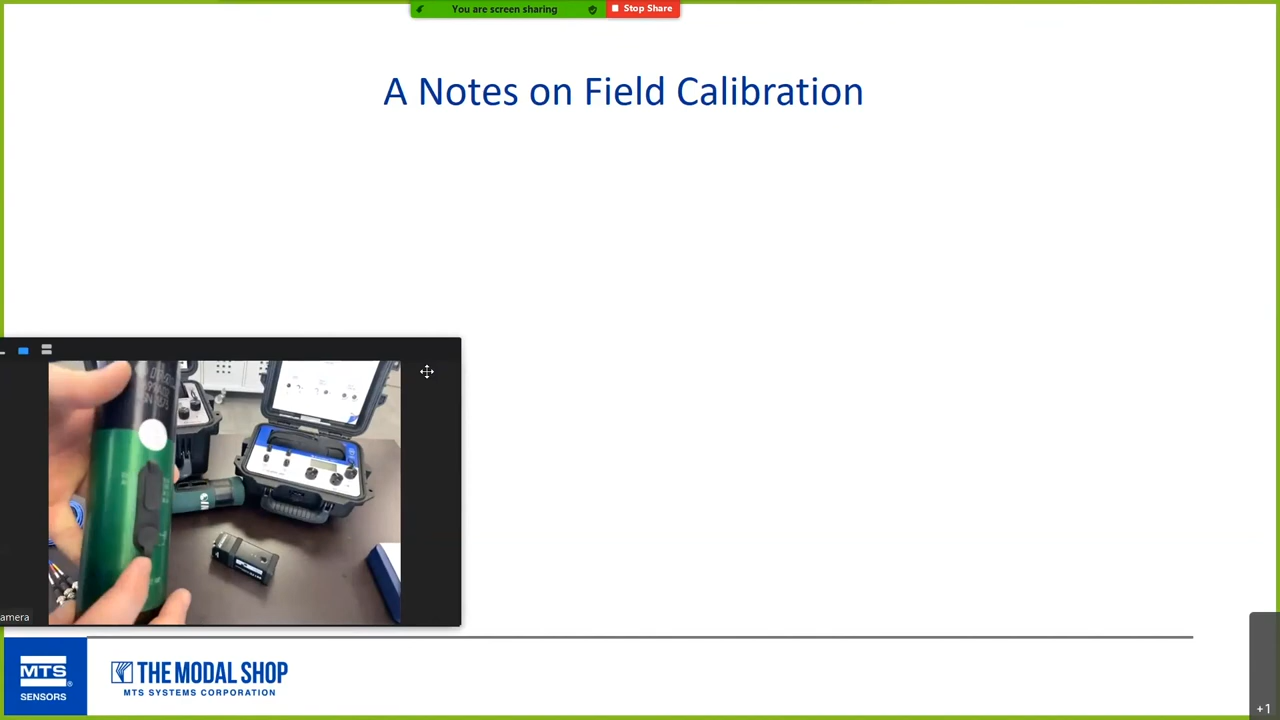 You are screen sharing
Stop Share
A Notes on Field Calibration
amera
MTS
SENSORS
THE MODAL SHOP
MTS SYSTEMS CORPORATION
+1